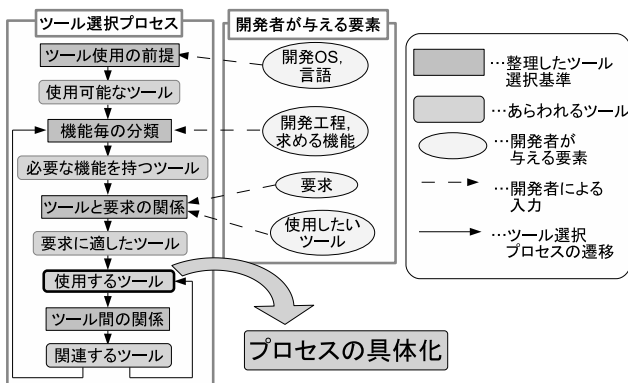 ツール選択プロセス
ツール使用の前提
使用可能なツール
機能毎の分類
必要な機能を持つツール
ツールと要求の関係
要求に適したツール
使用するツール
ツール間の関係
関連するツール
開発者が与える要素
開発OS,
言語
開発工程,
求める機能
要求
使用したい
ツール
プロセスの具体化
…整理したツール
選択基準
…あらわれるツール
…開発者が
与える要素
…開発者による
入力
…ツール選択
プロセスの遷移